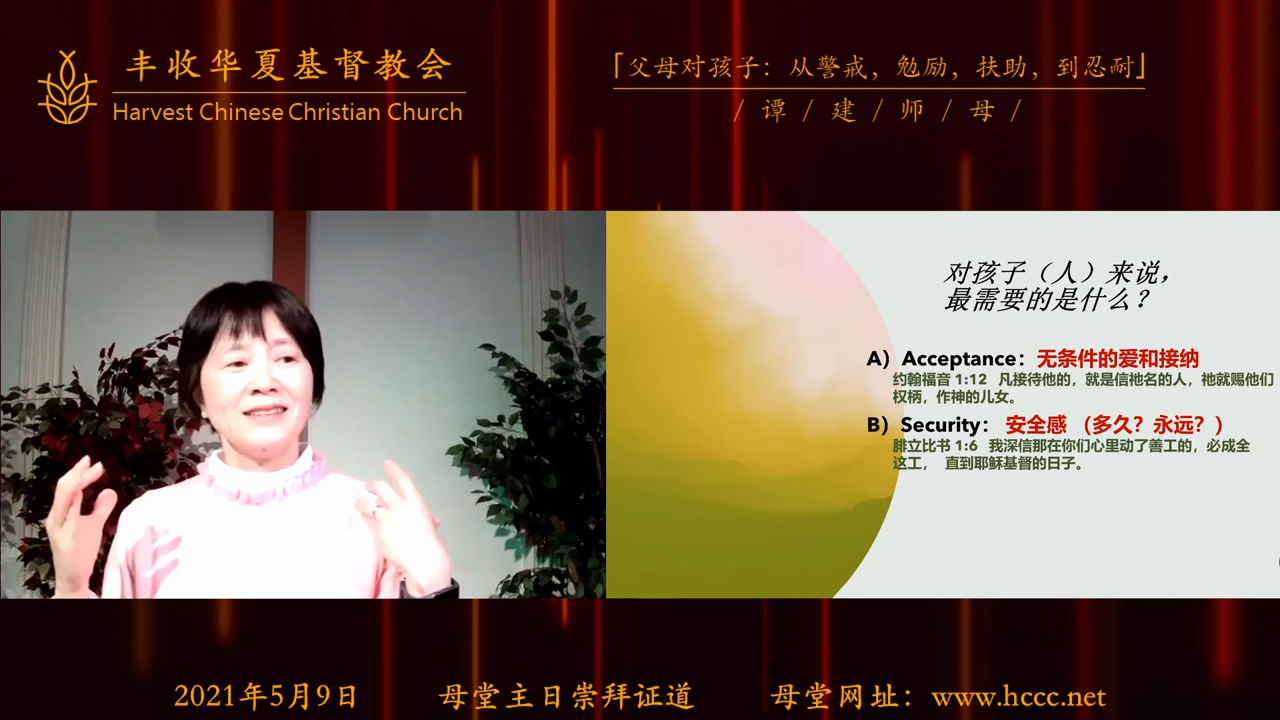 丰收华夏基督教会
Harvest Chinese Christian Church
「父母对孩子：从警戒，勉励，扶助，到忍耐」
/ 谭 / 建 / 师 / 母 /
对孩子（人）来说，
最需要的是什么？
A）Acceptance：无条件的爱和接纳
约翰福音 1:12 凡接待他的，就是信祂名的人，祂就赐他们
权柄，作神的儿女。
B）Security： 安全感 （多久？永远？）
腓立比书 1:6 我深信那在你们心里动了善工的，必成全
这工， 直到耶稣基督的日子。
2021年5月9日 母堂主日崇拜证道 母堂网址：www.hccc.net